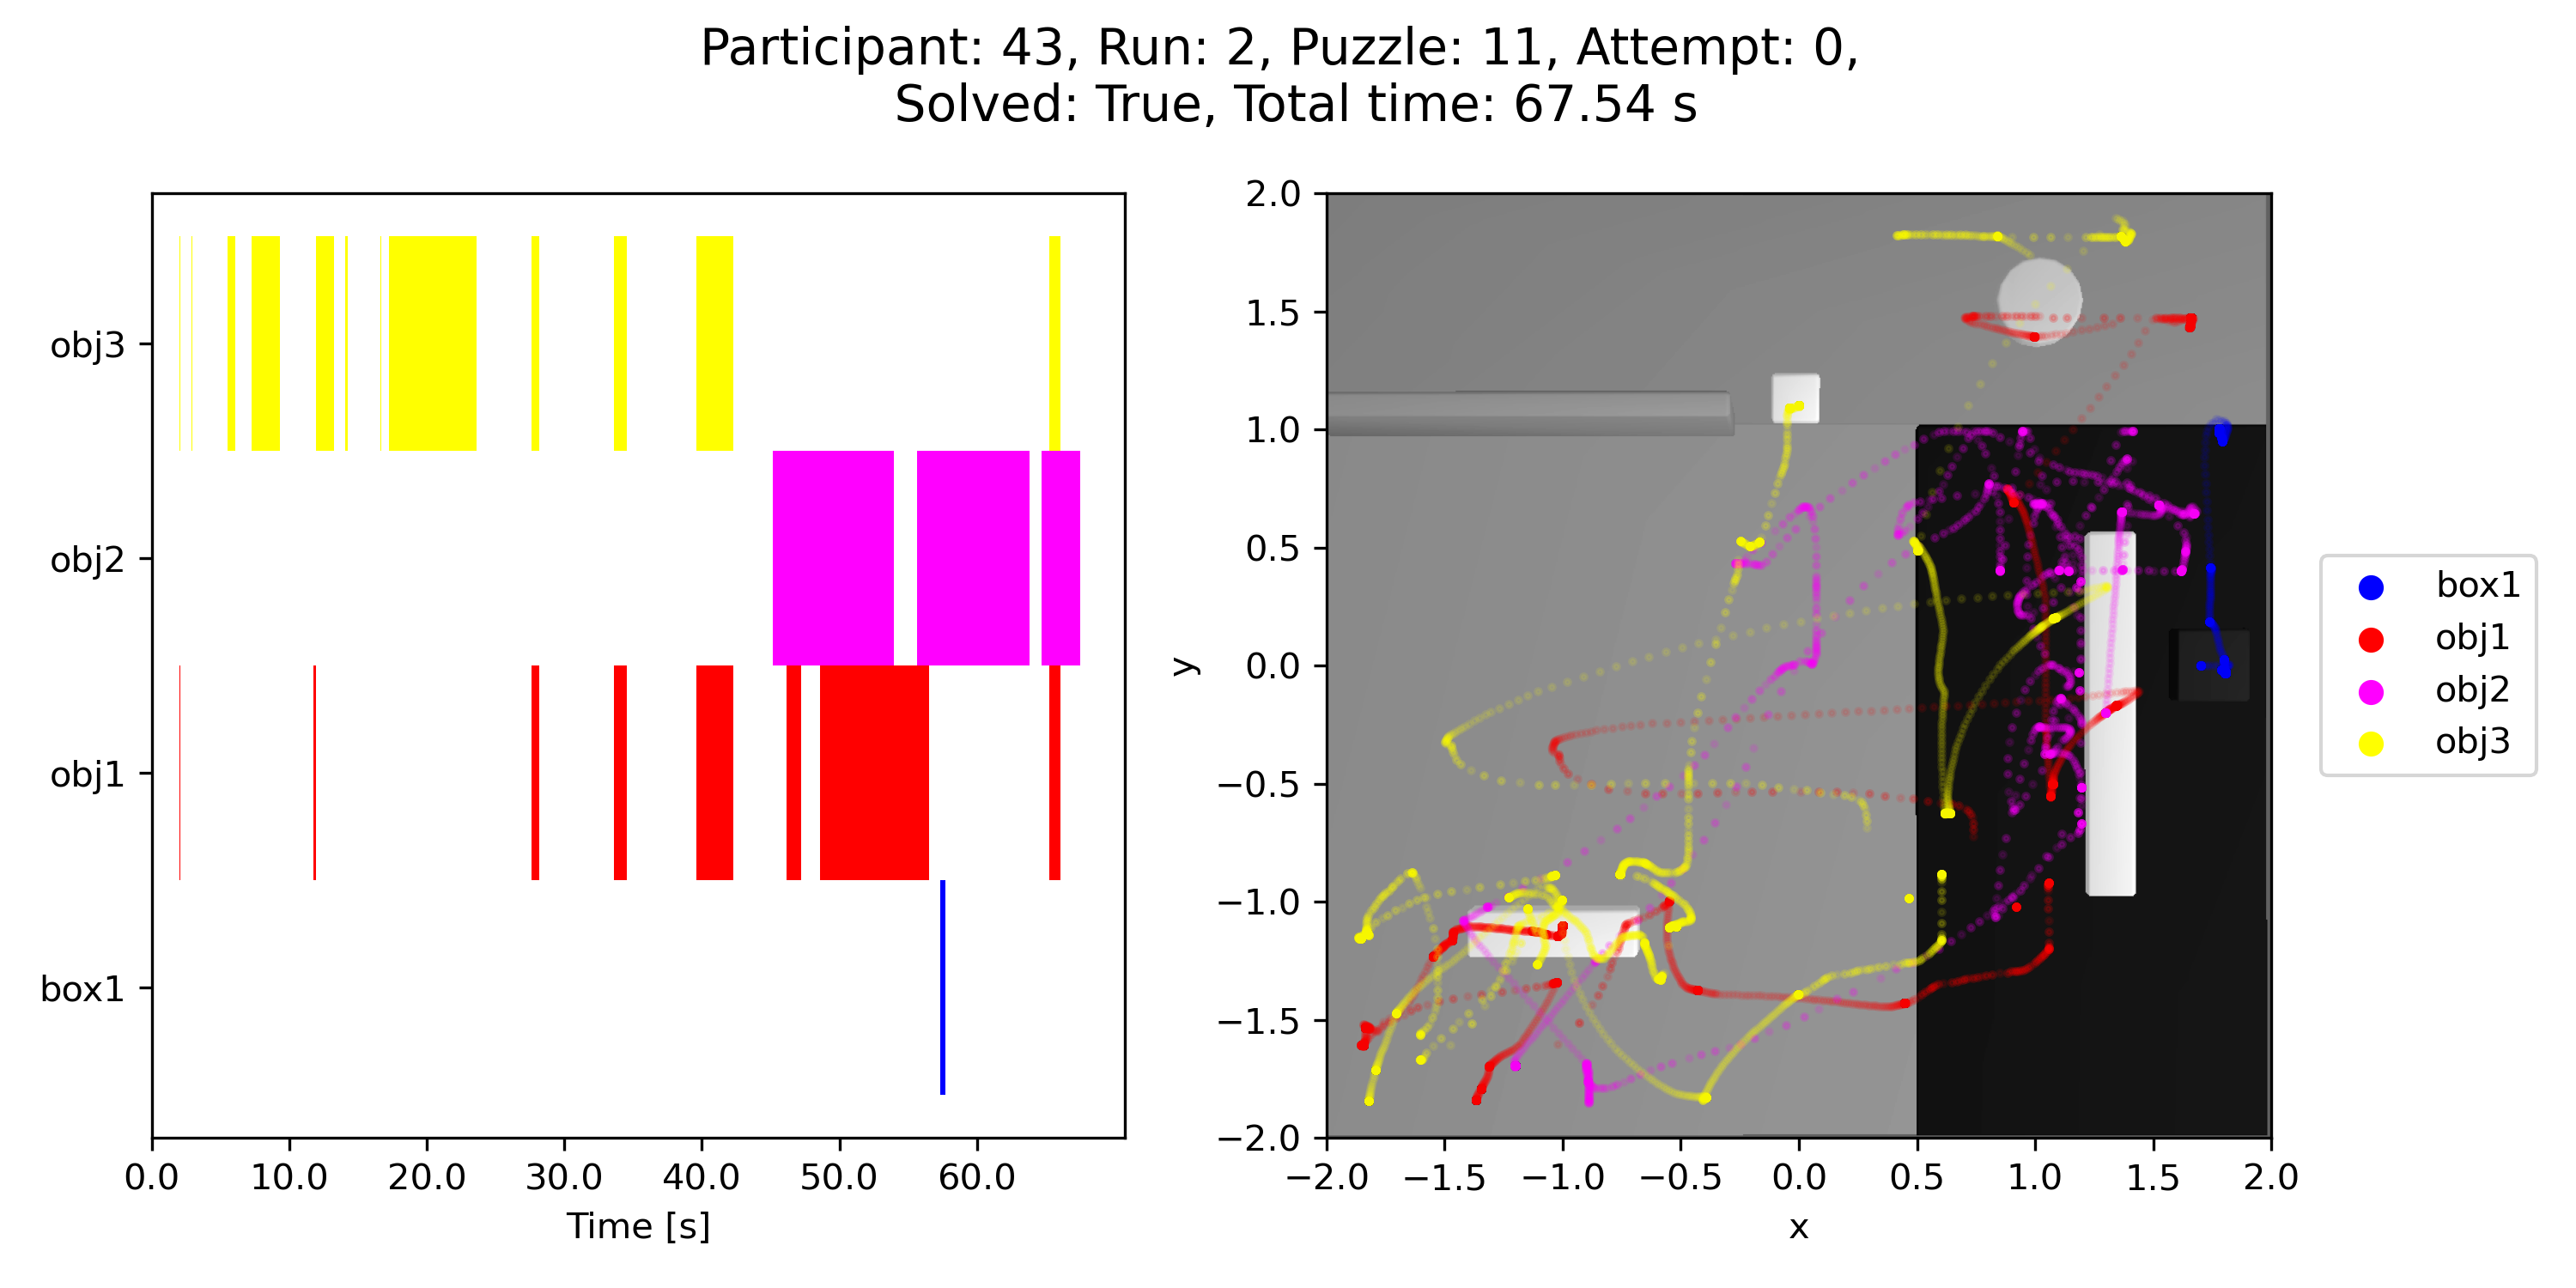 Participant: 43, Run: 2, Puzzle: 11, Attempt: 0,
Solved: True, Total time: 67.54 s
obj3
obj2
obj1
box1
0.0 10.0 20.0 30.0 40.0 50.0 60.0
Time [s]
2.0
1.5
1.0
0.5
0.0
−0.5
−1.0
−1.5
−2.0
y
−2.0 −1.5 −1.0 −0.5 0.0 0.5 1.0 1.5 2.0
x
box1
obj1
obj2
obj3